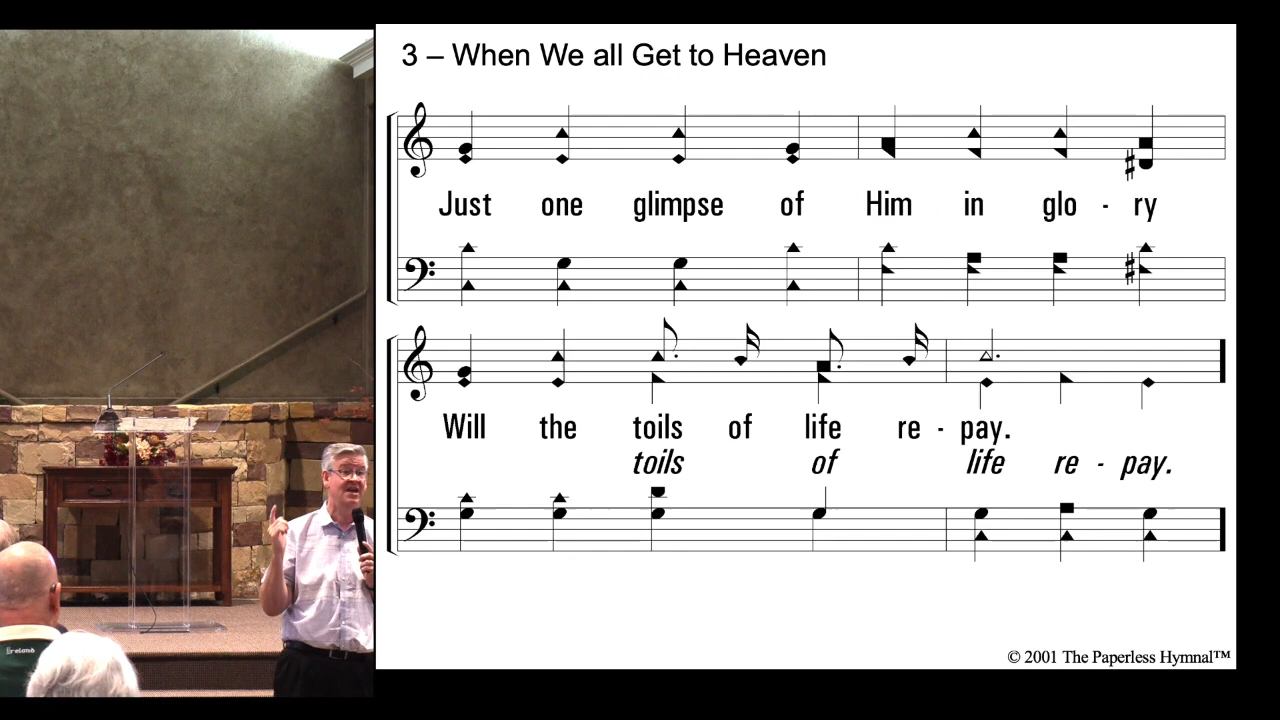 3 – When We all Get to Heaven
Just one glimpse of Him in glo - ry
Will the toils of life re - pay.
toils of life re - pay.
© 2001 The Paperless Hymnal™
Ireland